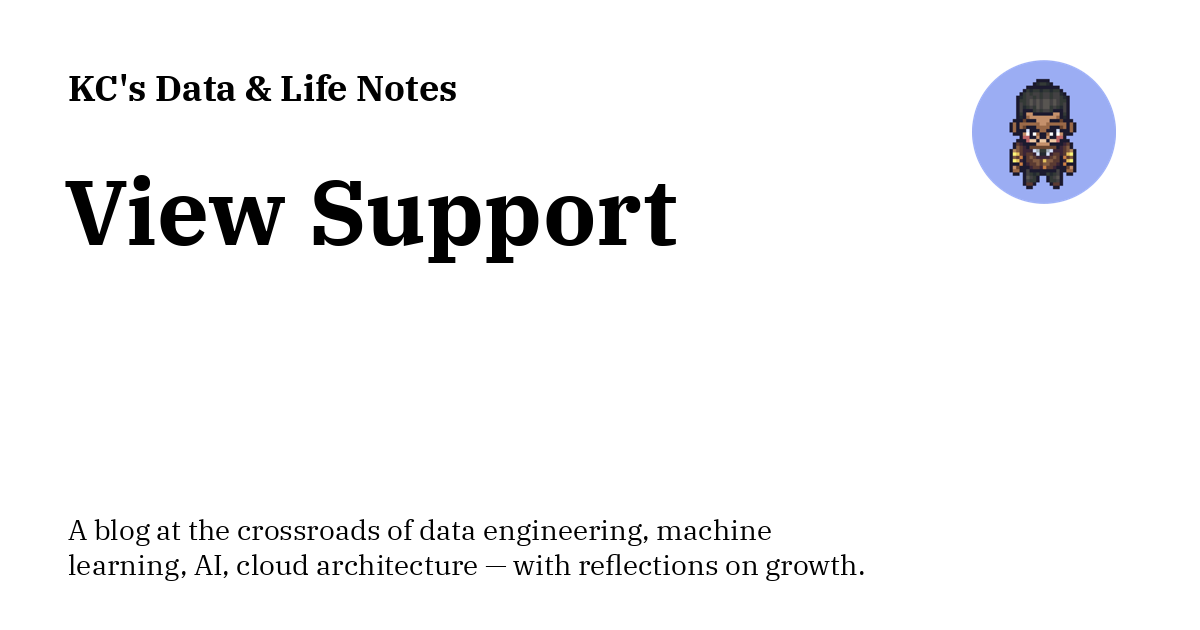 KC's Data & Life Notes
View Support
A blog at the crossroads of data engineering, machine
learning, AI, cloud architecture — with reflections on growth.